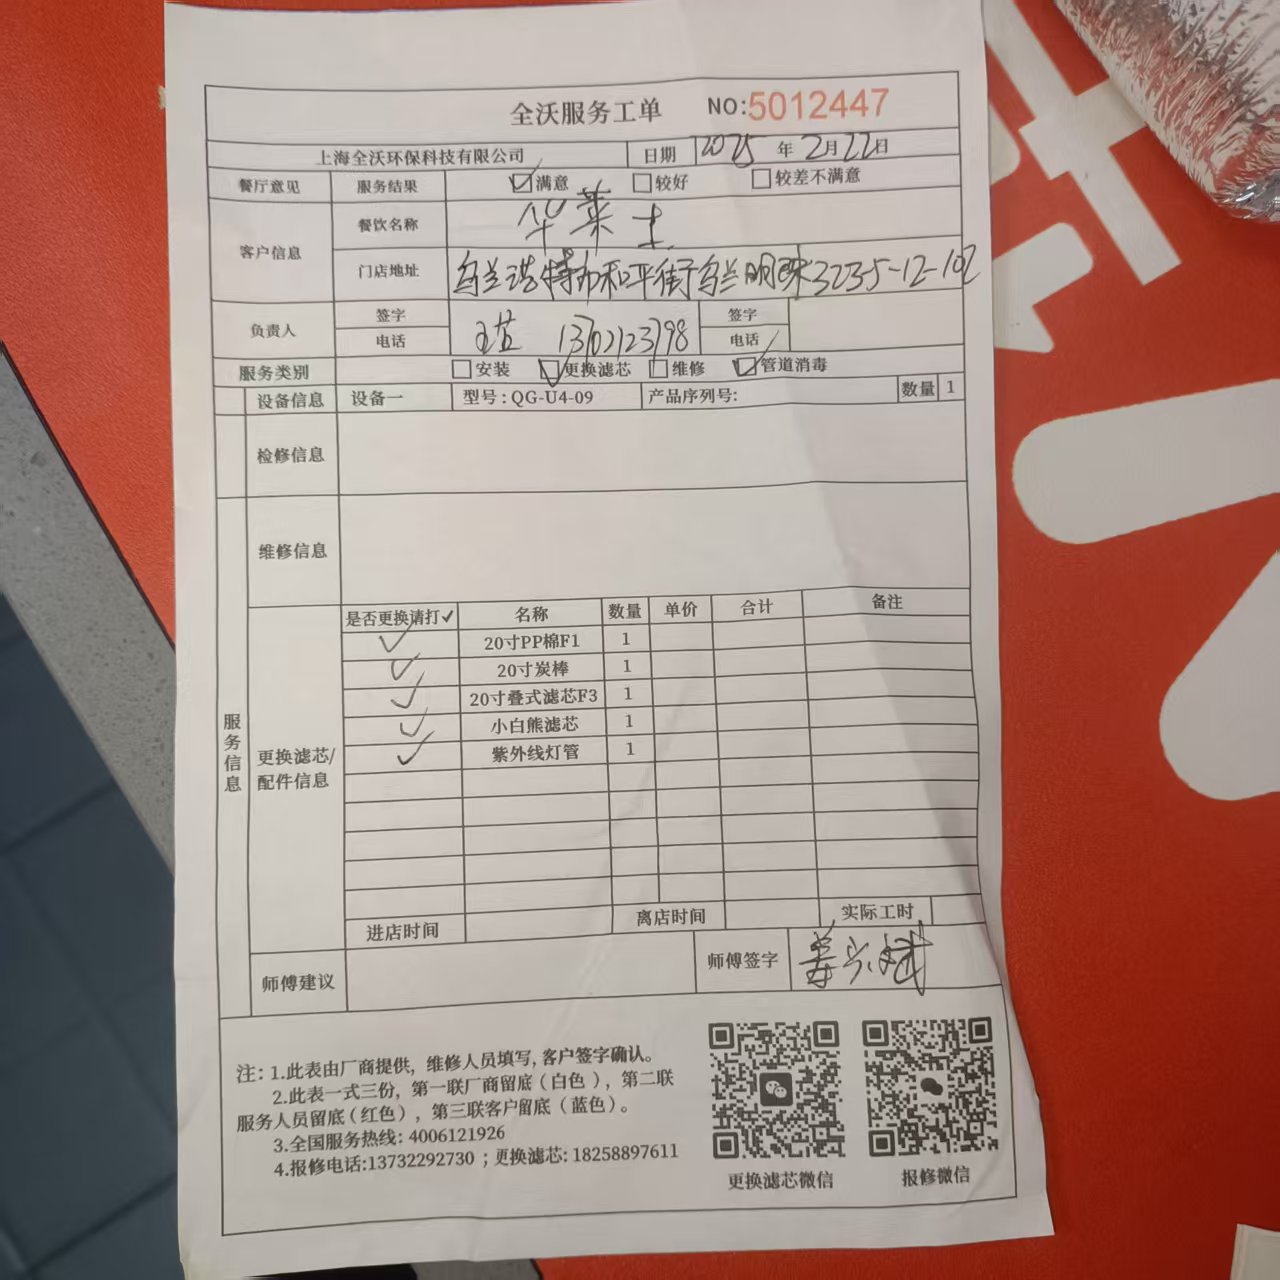 全沃服务工单 NO:5012447
上海全沃环保科技有限公司 日期 2025 年 2月 22日
餐厅意见 服务结果 满意 较好 较差不满意
客户信息 餐饮名称 华莱士
门店地址 乌兰浩特市和平街乌兰明珠3235-12-102
负责人 签字 签字
电话 13702123798 电话
服务类别 安装 更换滤芯 维修 管道消毒
设备信息 设备一 型号:QG-U4-09 产品序列号: 数量 1
检修信息
维修信息
服务信息
更换滤芯/配件信息
是否更换请打✓ 名称 数量 单价 合计 备注
✓ 20寸PP棉F1 1
✓ 20寸炭棒 1
✓ 20寸叠式滤芯F3 1
✓ 小白熊滤芯 1
✓ 紫外线灯管 1
进店时间 离店时间 实际工时
师傅建议 师傅签字 姜兴斌
注: 1.此表由厂商提供，维修人员填写,客户签字确认。
2.此表一式三份，第一联厂商留底（白色），第二联
服务人员留底（红色），第三联客户留底（蓝色）。
3.全国服务热线: 4006121926
4.报修电话:13732292730 ; 更换滤芯: 18258897611
更换滤芯微信 报修微信